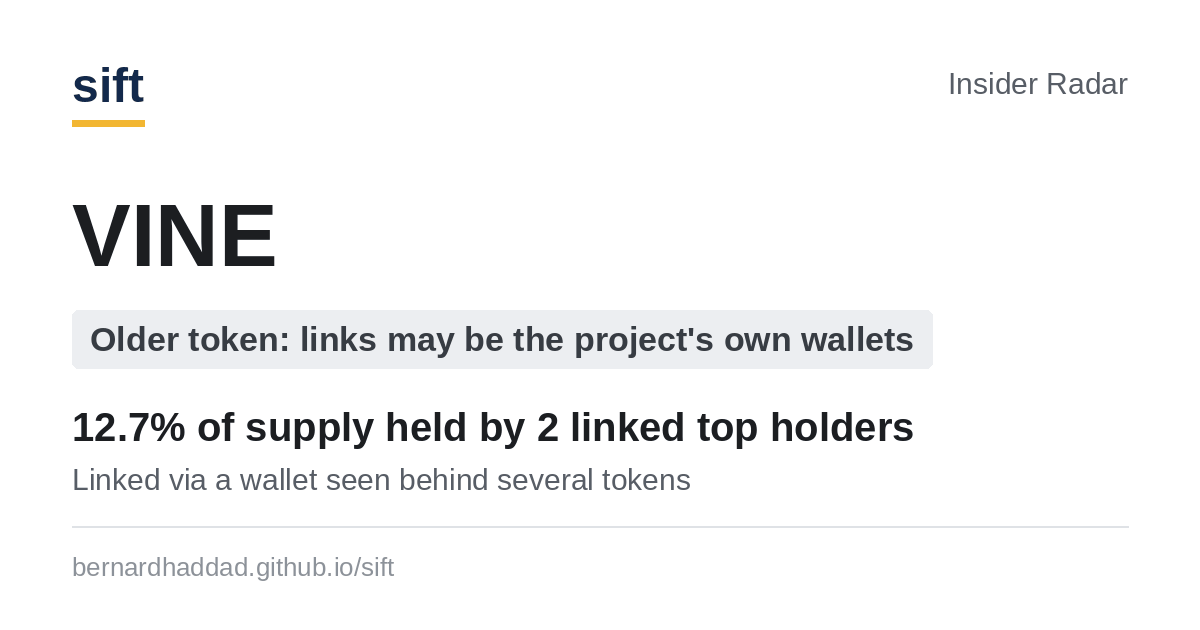 sift
Insider Radar
VINE
Older token: links may be the project's own wallets
12.7% of supply held by 2 linked top holders
Linked via a wallet seen behind several tokens
bernardhaddad.github.io/sift